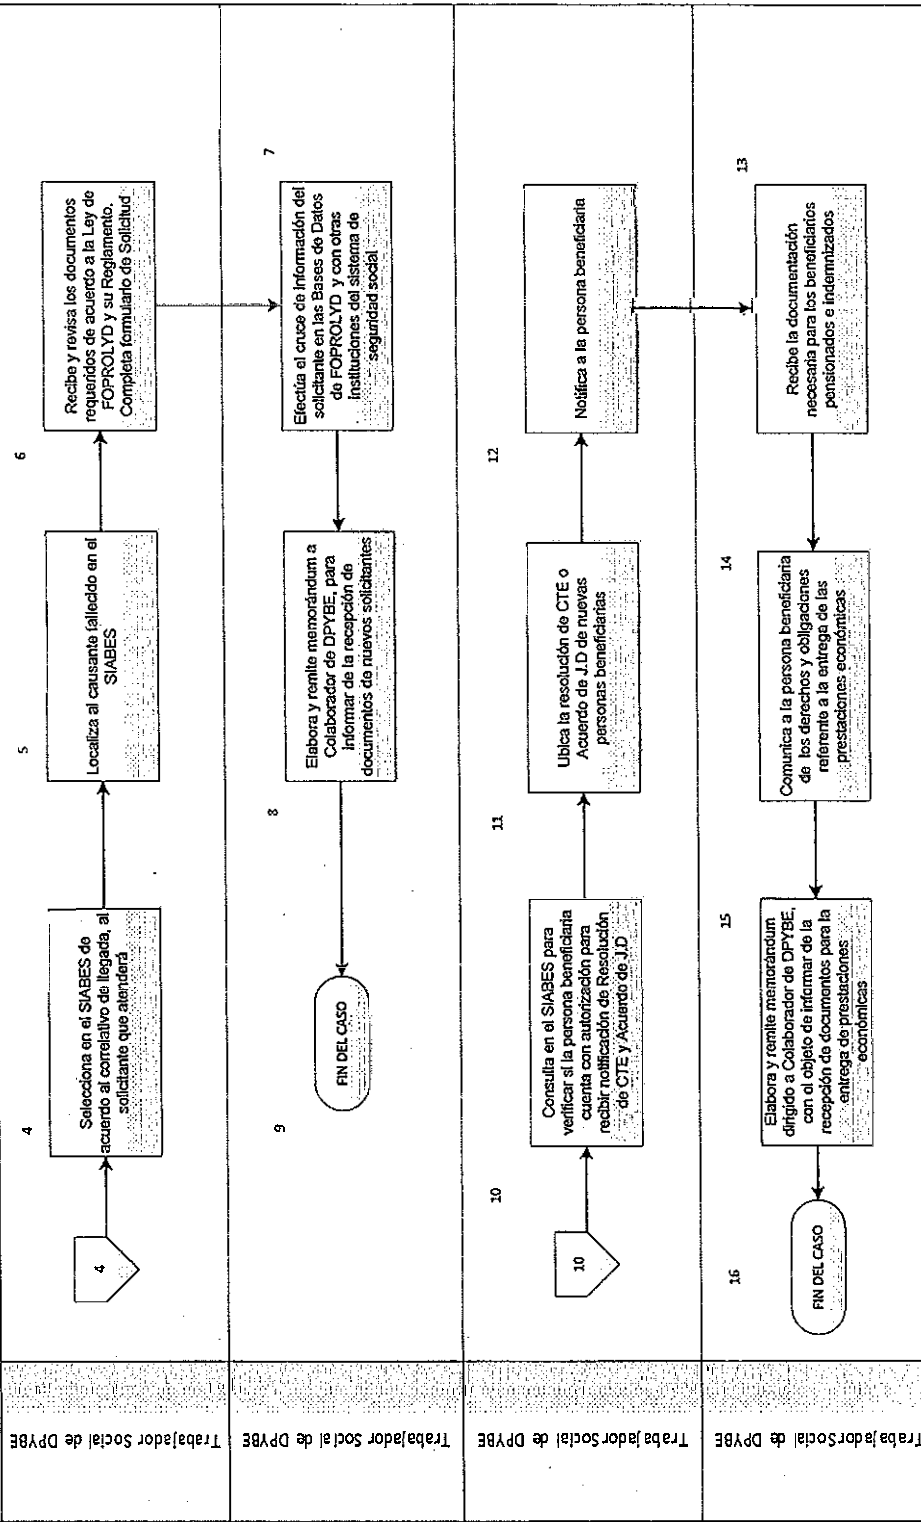 Trabajador Social de DPYBE
4
4
Selecciona en el SIABES de
acuerdo al correlativo de llegada, al
solicitante que atenderá
5
Localiza al causante fallecido en el
SIABES
6
Recibe y revisa los documentos
requeridos de acuerdo a la Ley de
FOPROLYD y su Reglamento.
Completa formulario de Solicitud
Trabajador Social de DPYBE
7
Efectúa el cruce de información del
solicitante en las Bases de Datos
de FOPROLYD y con otras
Instituciones del sistema de
seguridad social
8
Elabora y remite memorándum a
Colaborador de DPYBE, para
informar de la recepción de
documentos de nuevos solicitantes
9
FIN DEL CASO
Trabajador Social de DPYBE
10
10
Consulta en el SIABES para
verificar si la persona beneficiaria
cuenta con autorización para
recibir notificación de Resolución
de CTE y Acuerdo de J.D
11
Ubica la resolución de CTE o
Acuerdo de J.D de nuevas
personas beneficiarias
12
Notifica a la persona beneficiaria
Trabajador Social de DPYBE
13
Recibe la documentación
necesaria para los beneficiarios
pensionados e indemnizados
14
Comunica a la persona beneficiaria
de los derechos y obligaciones
referente a la entrega de las
prestaciones económicas
15
Elabora y remite memorándum
dirigido a Colaborador de DPYBE,
con el objeto de informar de la
recepción de documentos para la
entrega de prestaciones
económicas
16
FIN DEL CASO